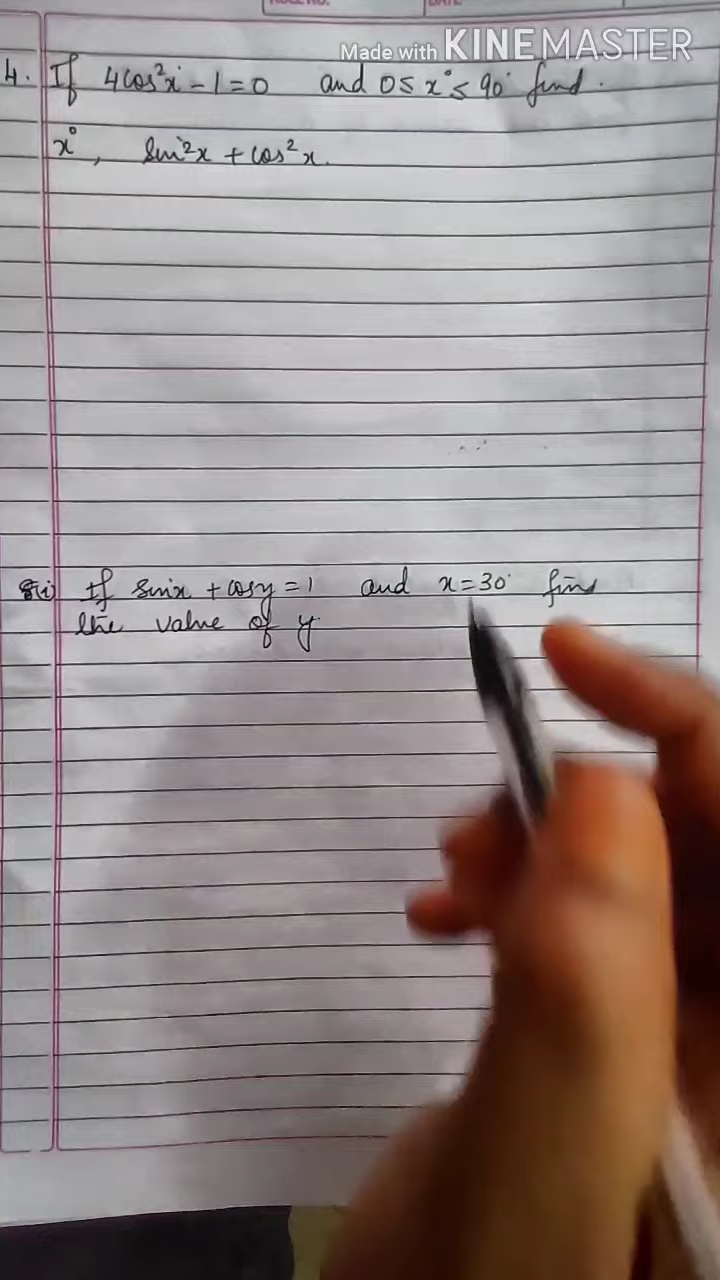 Made with KINEMASTER
4. If 4cos²x° - 1 = 0 and 0 ≤ x° ≤ 90° find.
x°, sin²x + cos²x.
If sinx + cosy = 1 and x = 30° find
the value of y